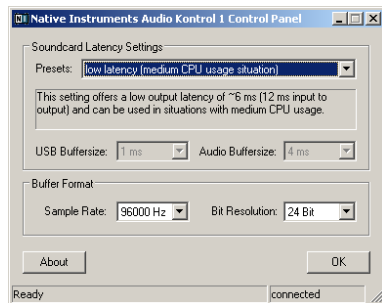 Native Instruments Audio Kontrol 1 Control Panel
Soundcard Latency Settings
Presets: low latency (medium CPU usage situation)
This setting offers a low output latency of ~6 ms (12 ms input to
output) and can be used in situations with medium CPU usage.
USB Buffersize: 1 ms Audio Buffersize: 4 ms
Buffer Format
Sample Rate: 96000 Hz Bit Resolution: 24 Bit
About OK
Ready connected